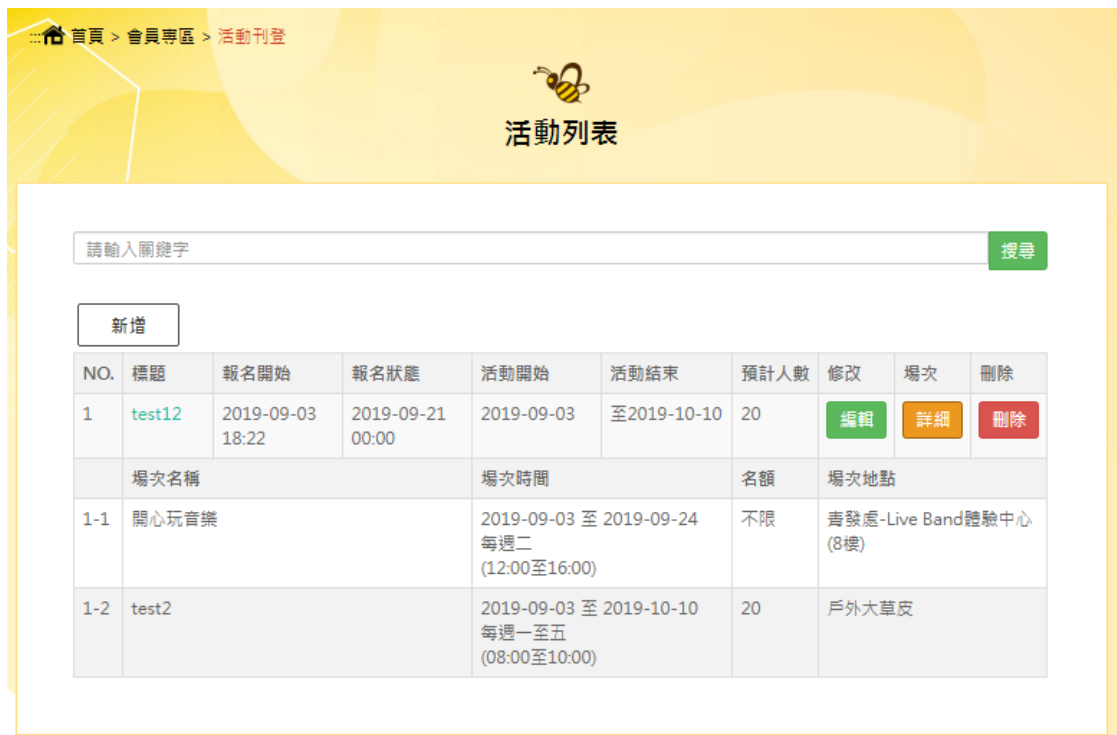 :::首頁 > 會員專區 > 活動刊登
活動列表
請輸入關鍵字 搜尋
新增
NO. 標題 報名開始 報名狀態 活動開始 活動結束 預計人數 修改 場次 刪除
1 test12 2019-09-03 18:22 2019-09-21 00:00 2019-09-03 至2019-10-10 20 編輯 詳細 刪除
場次名稱 場次時間 名額 場次地點
1-1 開心玩音樂 2019-09-03 至 2019-09-24 不限 青發處-Live Band體驗中心
每週二 (8樓)
(12:00至16:00)
1-2 test2 2019-09-03 至 2019-10-10 20 戶外大草皮
每週一至五
(08:00至10:00)